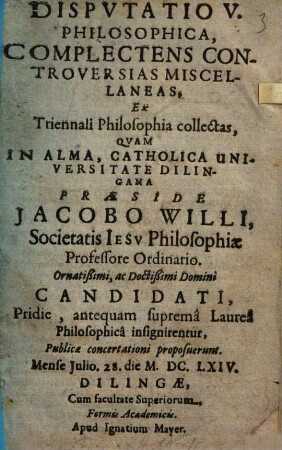 DISPVTATIO V.
3
PHILOSOPHICA,
COMPLECTENS CON-
TROVERSIAS MISCEL-
LANEAS,
Ex
Triennali Philosophia collectas,
QVAM
IN ALMA, CATHOLICA UNI-
VERSITATE DILIN-
GANA
PRÆSIDE
JACOBO WILLI,
Societatis IESV Philosophiæ
Professore Ordinario.
Ornatißimi, ac Doctißimi Domini
CANDIDATI,
Pridie, antequam supremâ Laureâ
Philosophicâ insignirentur,
Publicæ concertationi proposuerunt.
Mense Julio. 28. die M. DC. LXIV.
DILINGÆ,
Cum facultate Superiorum.
Formis Academicis.
Apud Ignatium Mayer.